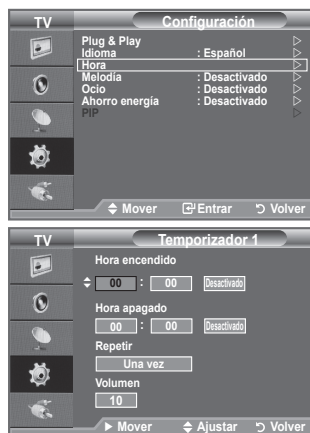 TV Configuración
Plug & Play
Idioma : Español
Hora
Melodía : Desactivado
Ocio : Desactivado
Ahorro energía : Desactivado
PIP
Mover Entrar Volver
TV Temporizador 1
Hora encendido
00 : 00 Desactivado
Hora apagado
00 : 00 Desactivado
Repetir
Una vez
Volumen
10
Mover Ajustar Volver